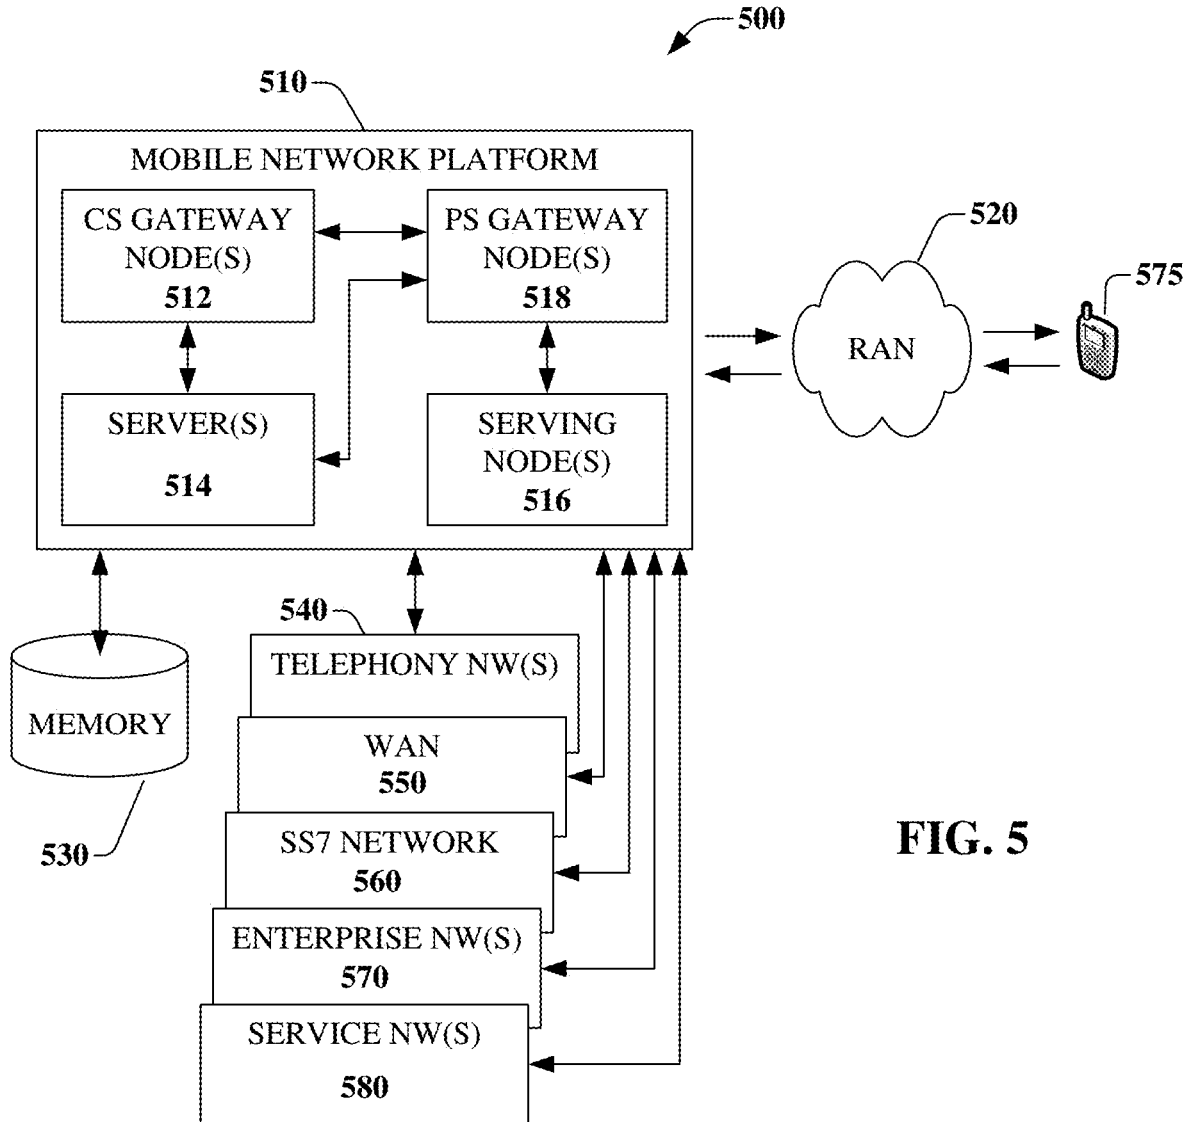 500
510
MOBILE NETWORK PLATFORM
CS GATEWAY
NODE(S)
512
PS GATEWAY
NODE(S)
518
SERVER(S)
514
SERVING
NODE(S)
516
520
RAN
575
540
TELEPHONY NW(S)
MEMORY
530
WAN
550
SS7 NETWORK
560
ENTERPRISE NW(S)
570
SERVICE NW(S)
580
FIG. 5